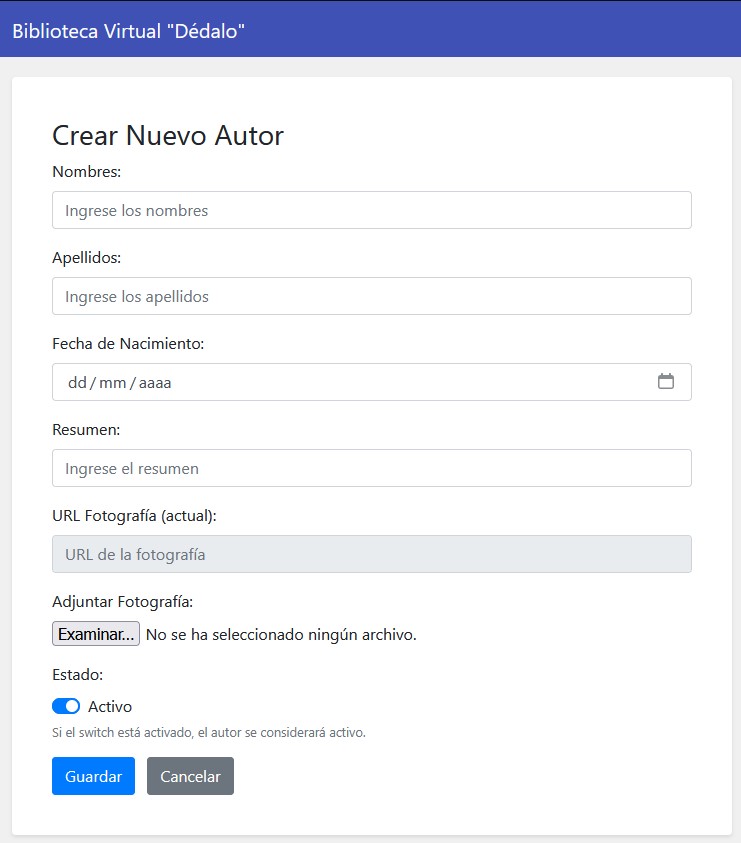 Biblioteca Virtual "Dédalo"
Crear Nuevo Autor
Nombres:
Ingrese los nombres
Apellidos:
Ingrese los apellidos
Fecha de Nacimiento:
dd/mm/aaaa
Resumen:
Ingrese el resumen
URL Fotografía (actual):
URL de la fotografía
Adjuntar Fotografía:
Examinar... No se ha seleccionado ningún archivo.
Estado:
Activo
Si el switch está activado, el autor se considerará activo.
Guardar Cancelar